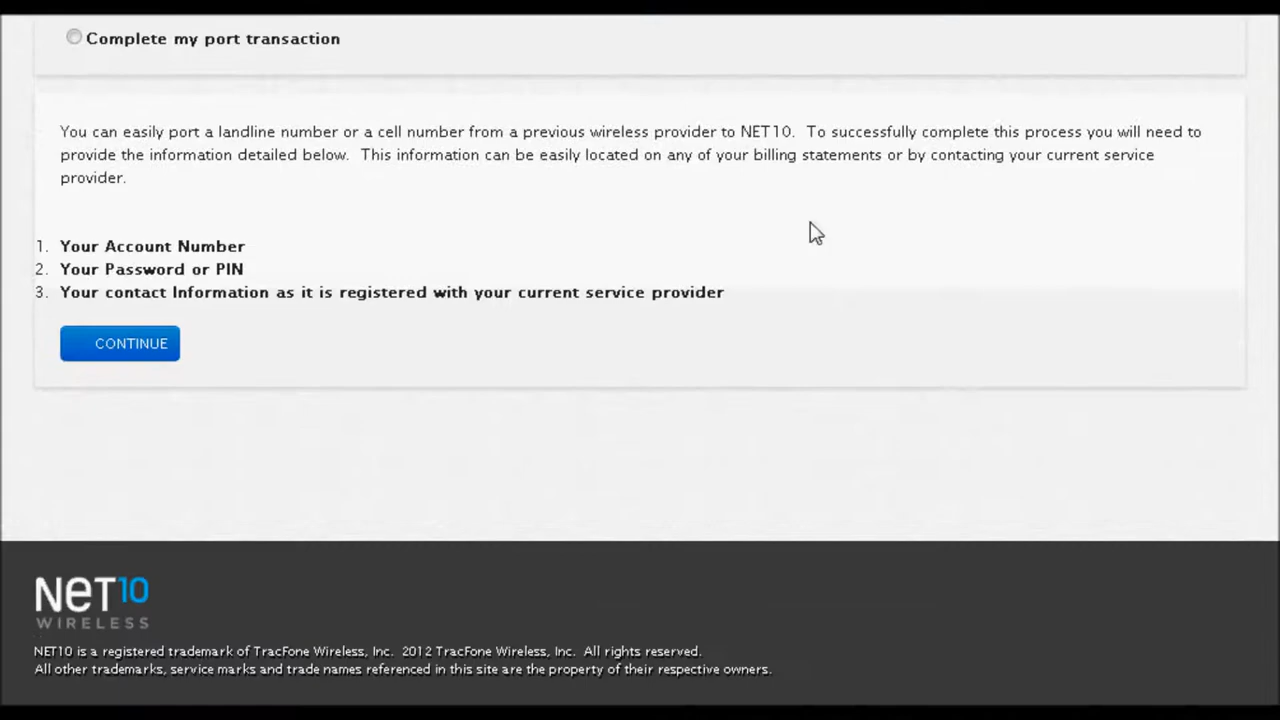 Complete my port transaction
You can easily port a landline number or a cell number from a previous wireless provider to NET10. To successfully complete this process you will need to
provide the information detailed below. This information can be easily located on any of your billing statements or by contacting your current service
provider.
1. Your Account Number
2. Your Password or PIN
3. Your contact Information as it is registered with your current service provider
CONTINUE
NET10
WIRELESS
NET10 is a registered trademark of TracFone Wireless, Inc. 2012 TracFone Wireless, Inc. All rights reserved.
All other trademarks, service marks and trade names referenced in this site are the property of their respective owners.